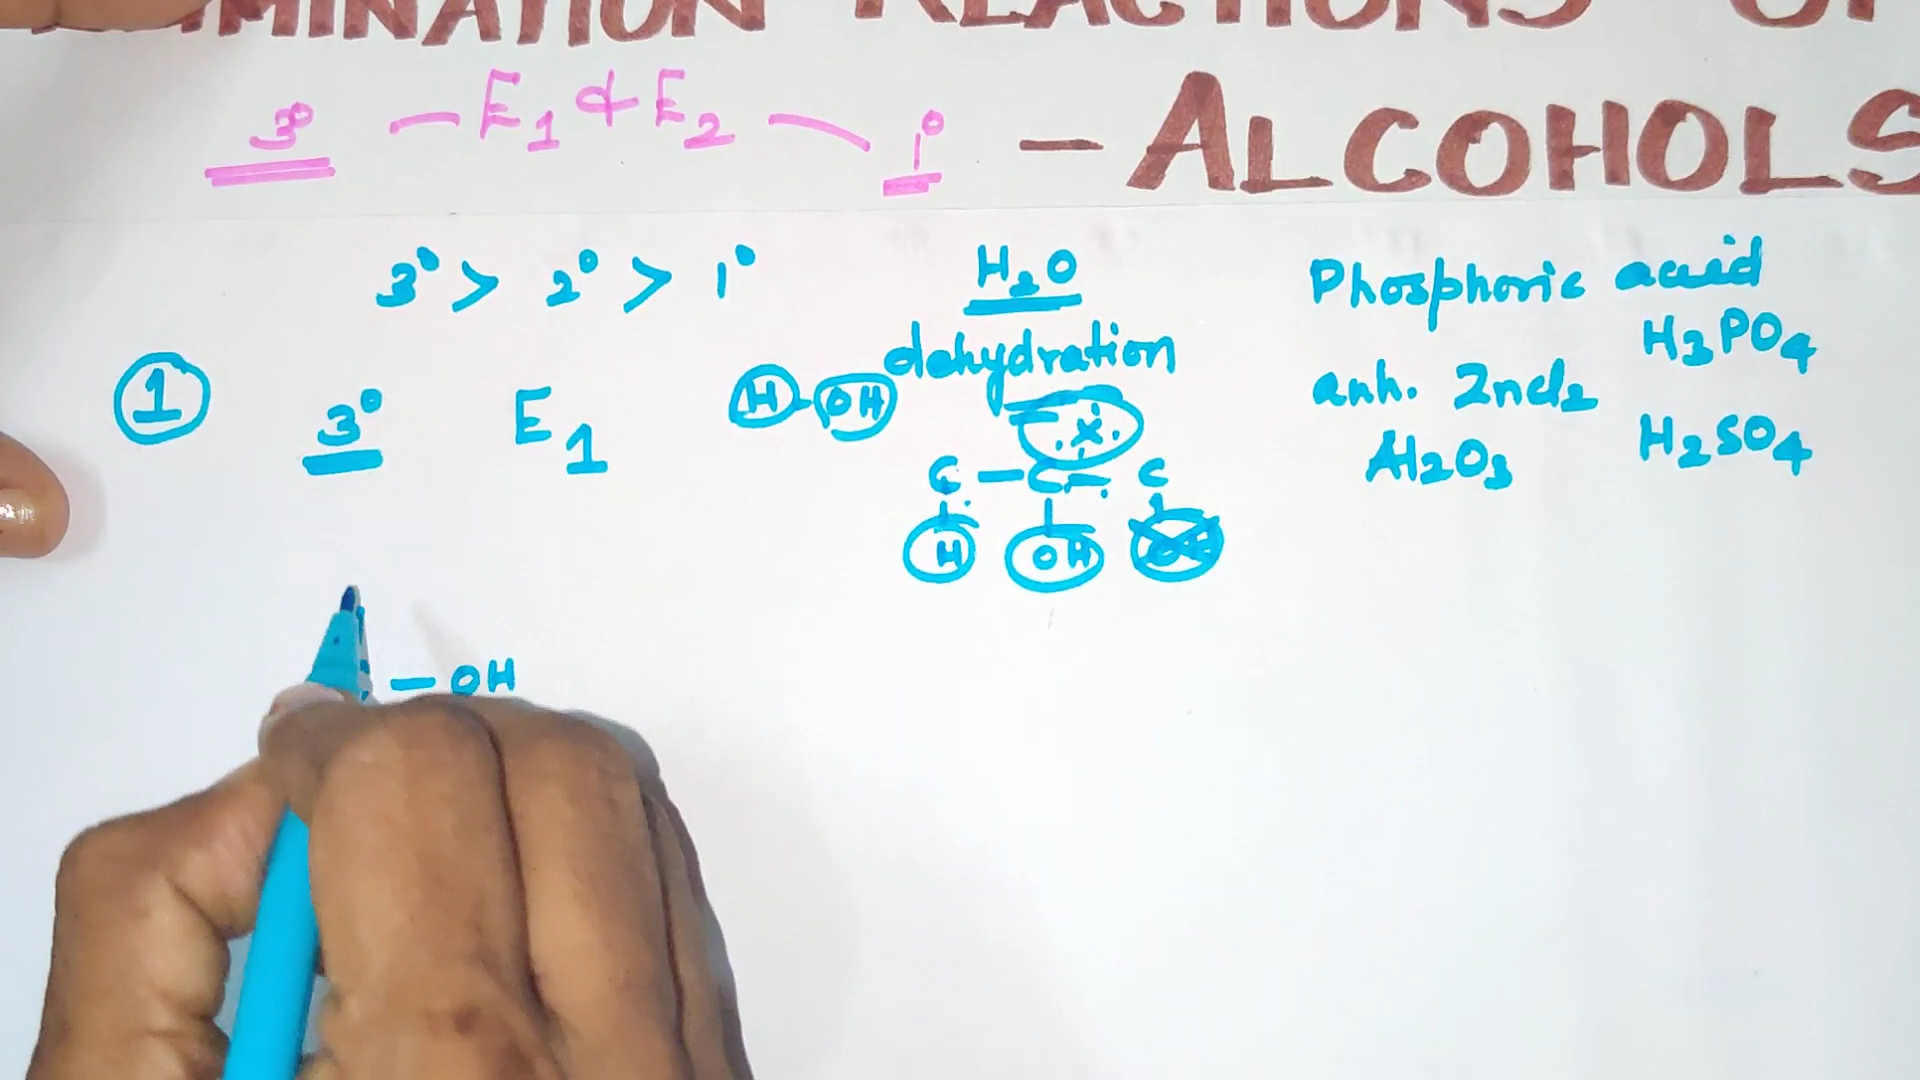 REACTIONS
3° — E1 & E2 — 1° – ALCOHOLS
3° > 2° > 1°
H2O
dehydration
Phosphoric acid
H3PO4
anh. ZnCl2
H2SO4
Al2O3
1 3° E1
H - OH
x
C — C — C
H OH
— OH